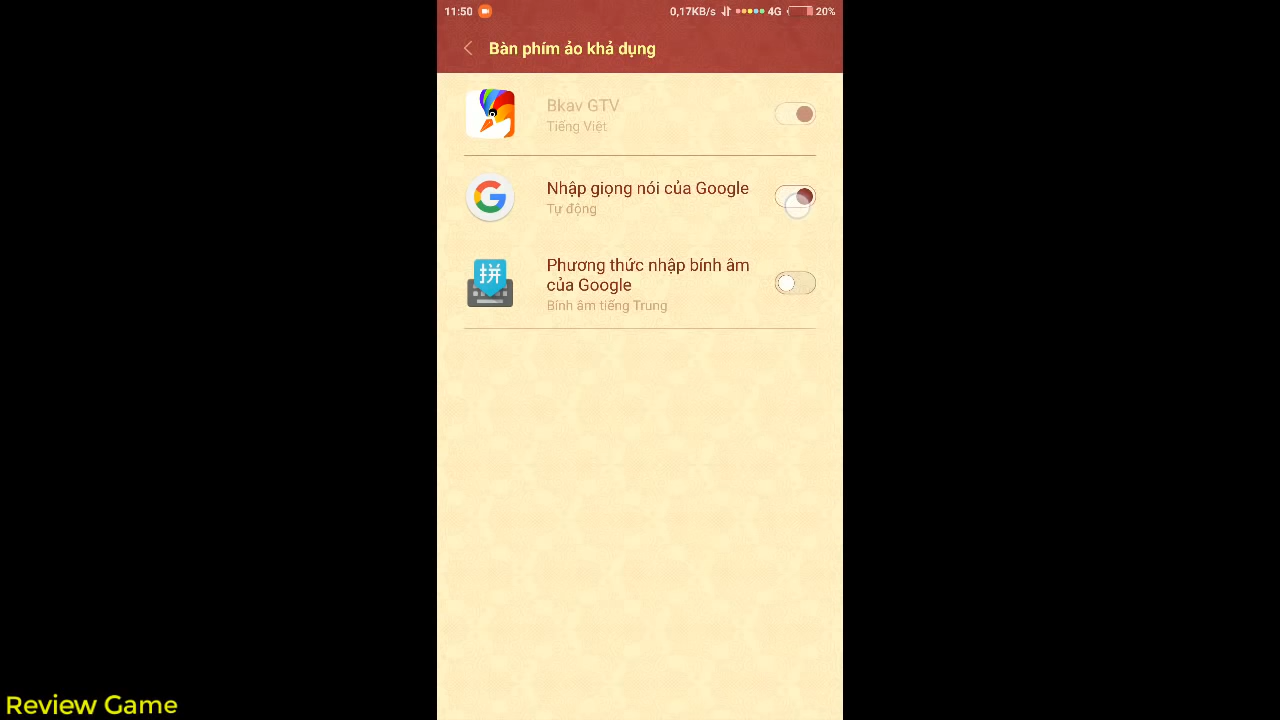 11:50 0,17KB/s 4G 20%
Bàn phím ảo khả dụng
Bkav GTV
Tiếng Việt
Nhập giọng nói của Google
Tự động
拼
Phương thức nhập bính âm
của Google
Bính âm tiếng Trung
Review Game